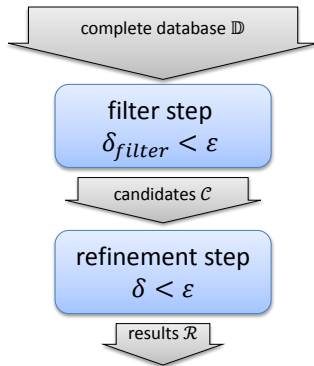 complete database 𝔻
filter step
δ_filter < ε
candidates 𝒞
refinement step
δ < ε
results ℛ